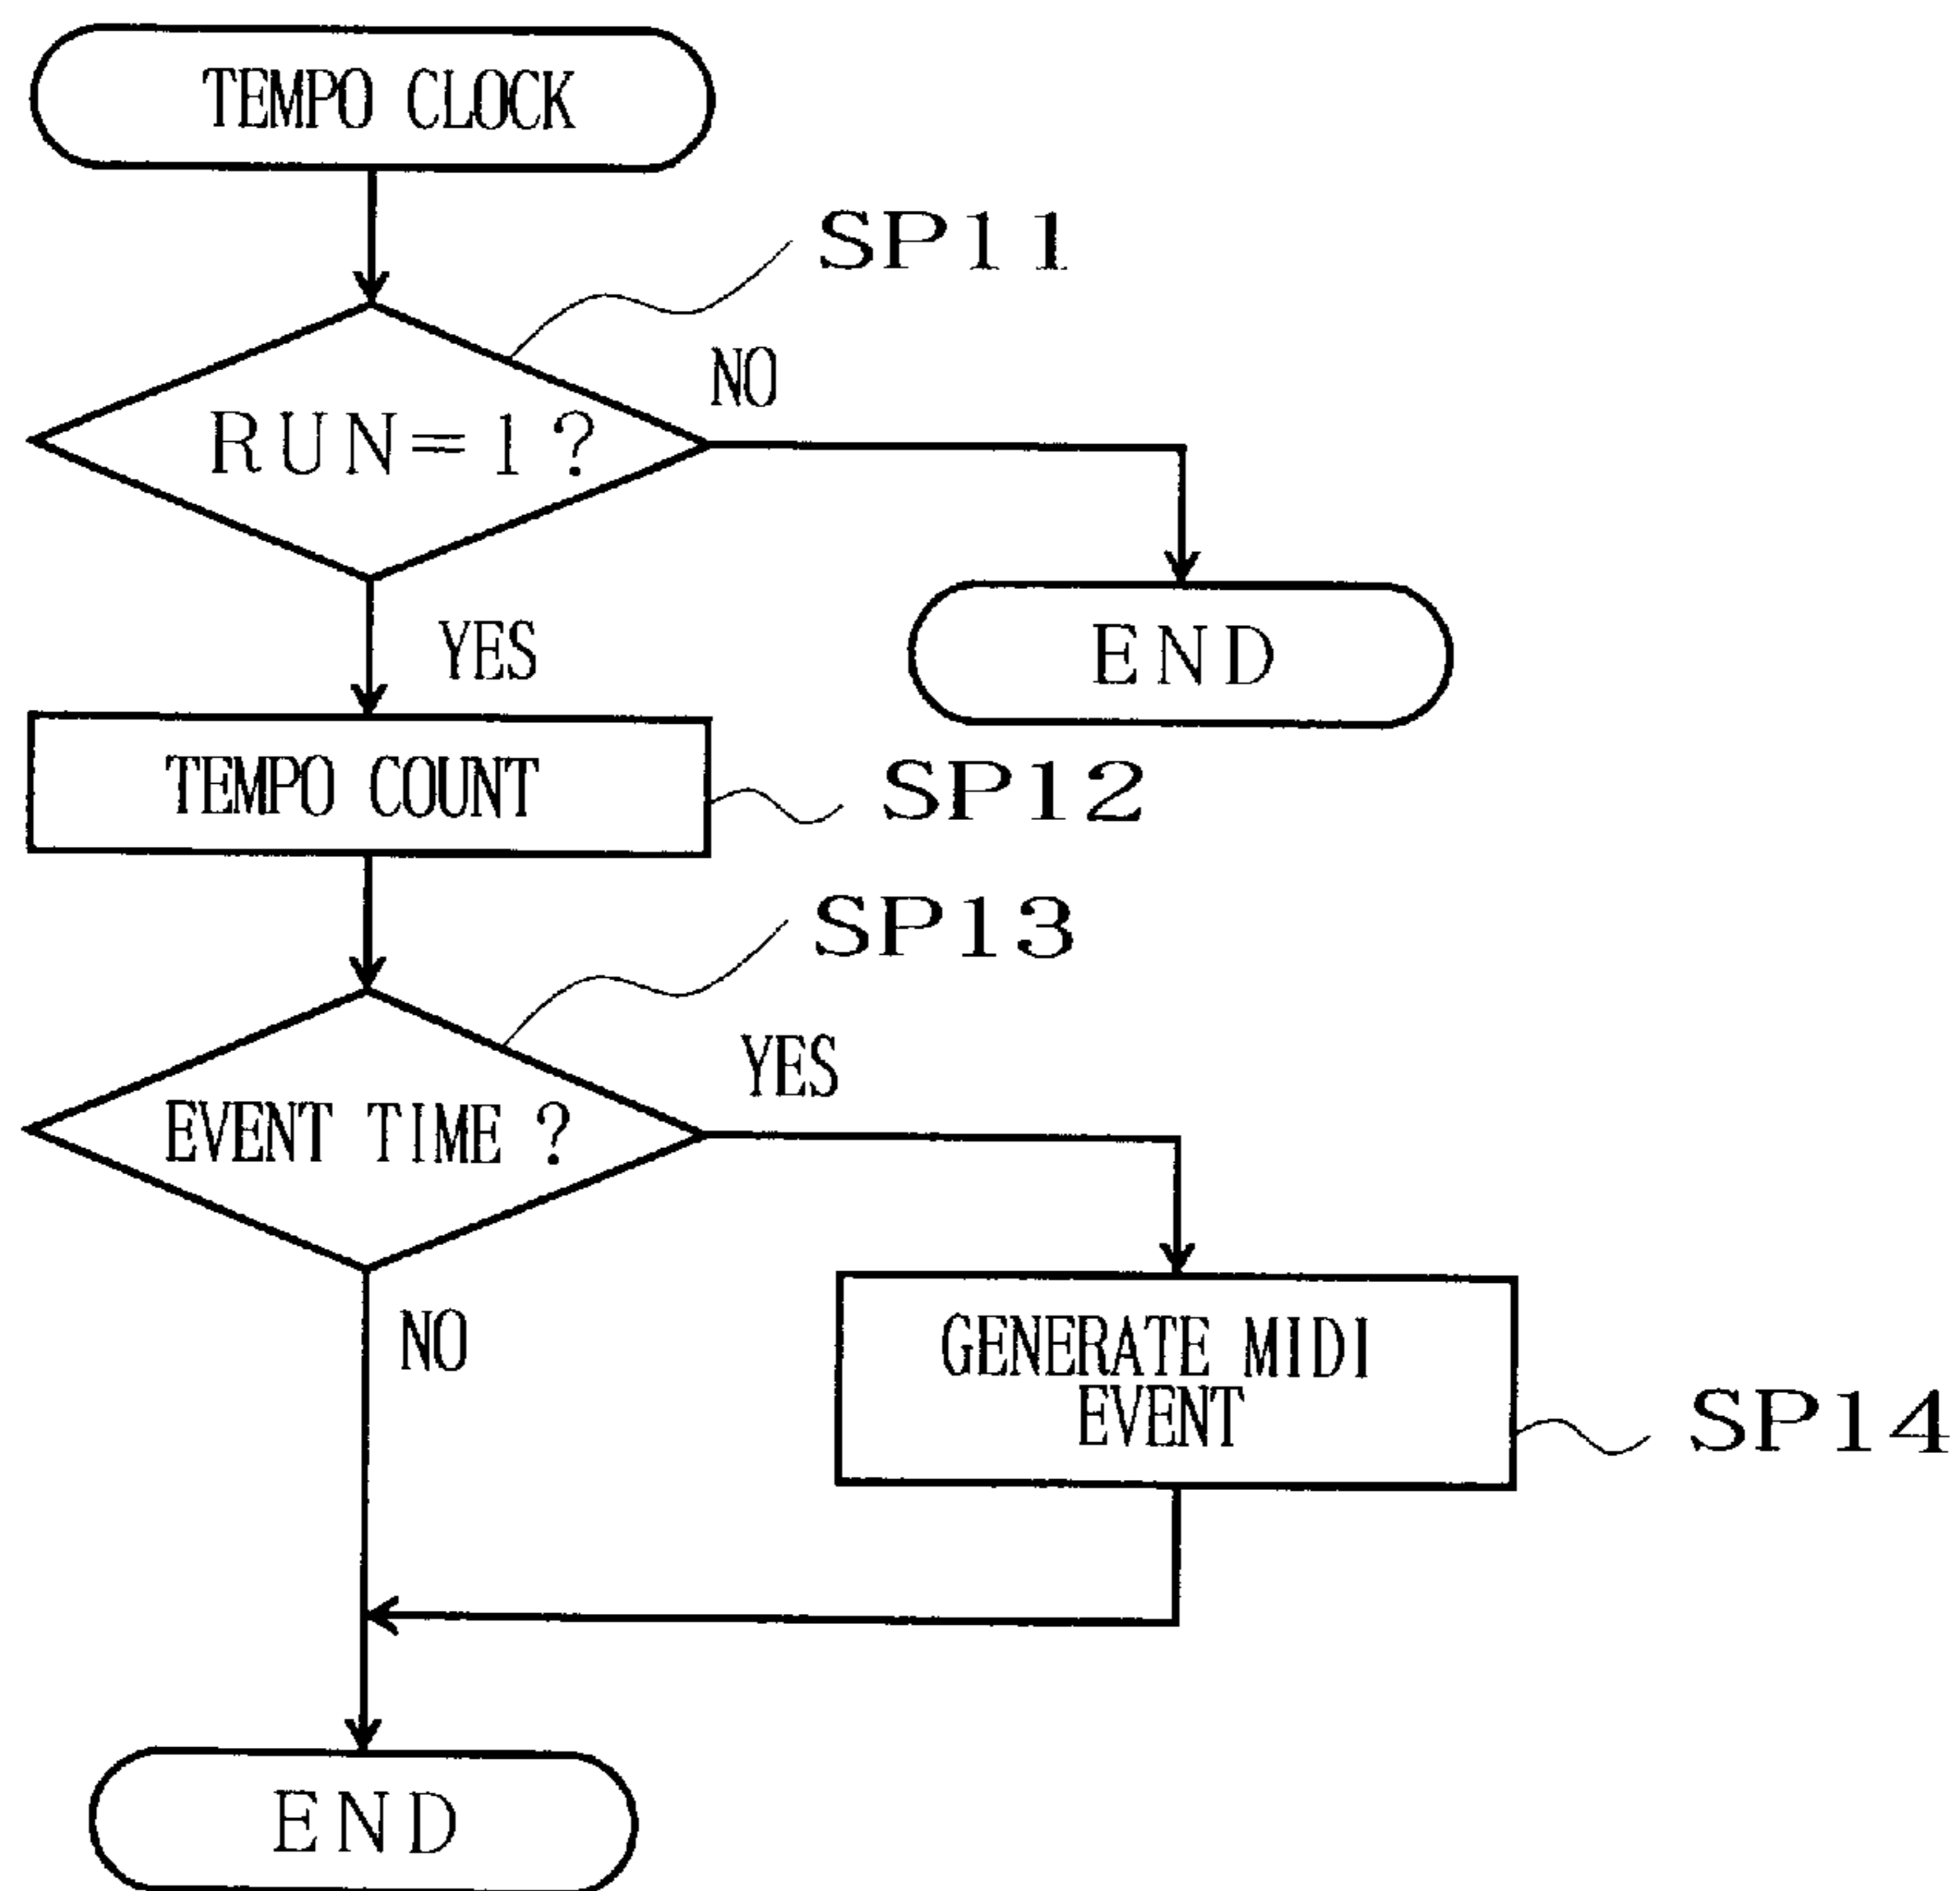 TEMPO CLOCK
SP11
NO
RUN=1?
END
YES
TEMPO COUNT
SP12
SP13
YES
EVENT TIME ?
NO
GENERATE MIDI
EVENT
SP14
END